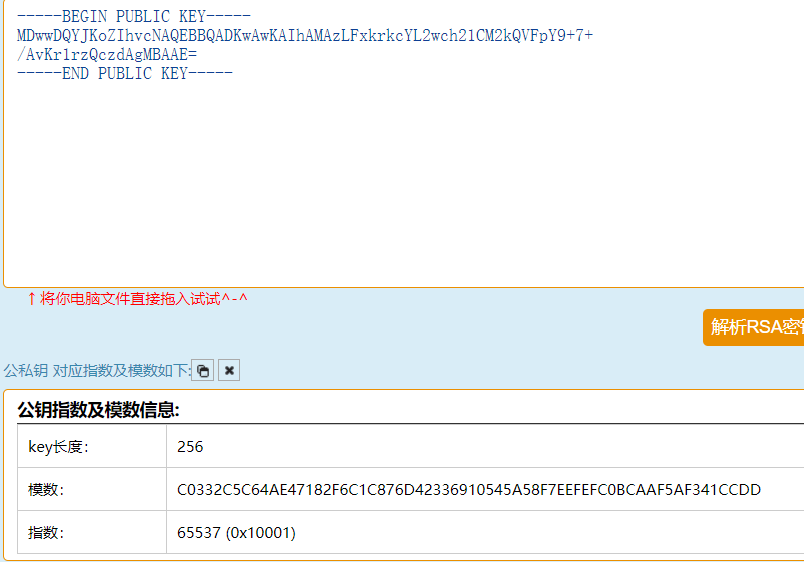 -----BEGIN PUBLIC KEY-----
MDwwDQYJKoZIhvcNAQEBBQADKwAwKAIhAMAzLFxkrkcYL2wch21CM2kQVFpY9+7+
/AvKr1rzQczdAgMBAAE=
-----END PUBLIC KEY-----
↑将你电脑文件直接拖入试试^-^
解析RSA密
公私钥 对应指数及模数如下:
公钥指数及模数信息:
key长度: 256
模数: C0332C5C64AE47182F6C1C876D42336910545A58F7EEFEFC0BCAAF5AF341CCDD
指数: 65537 (0x10001)